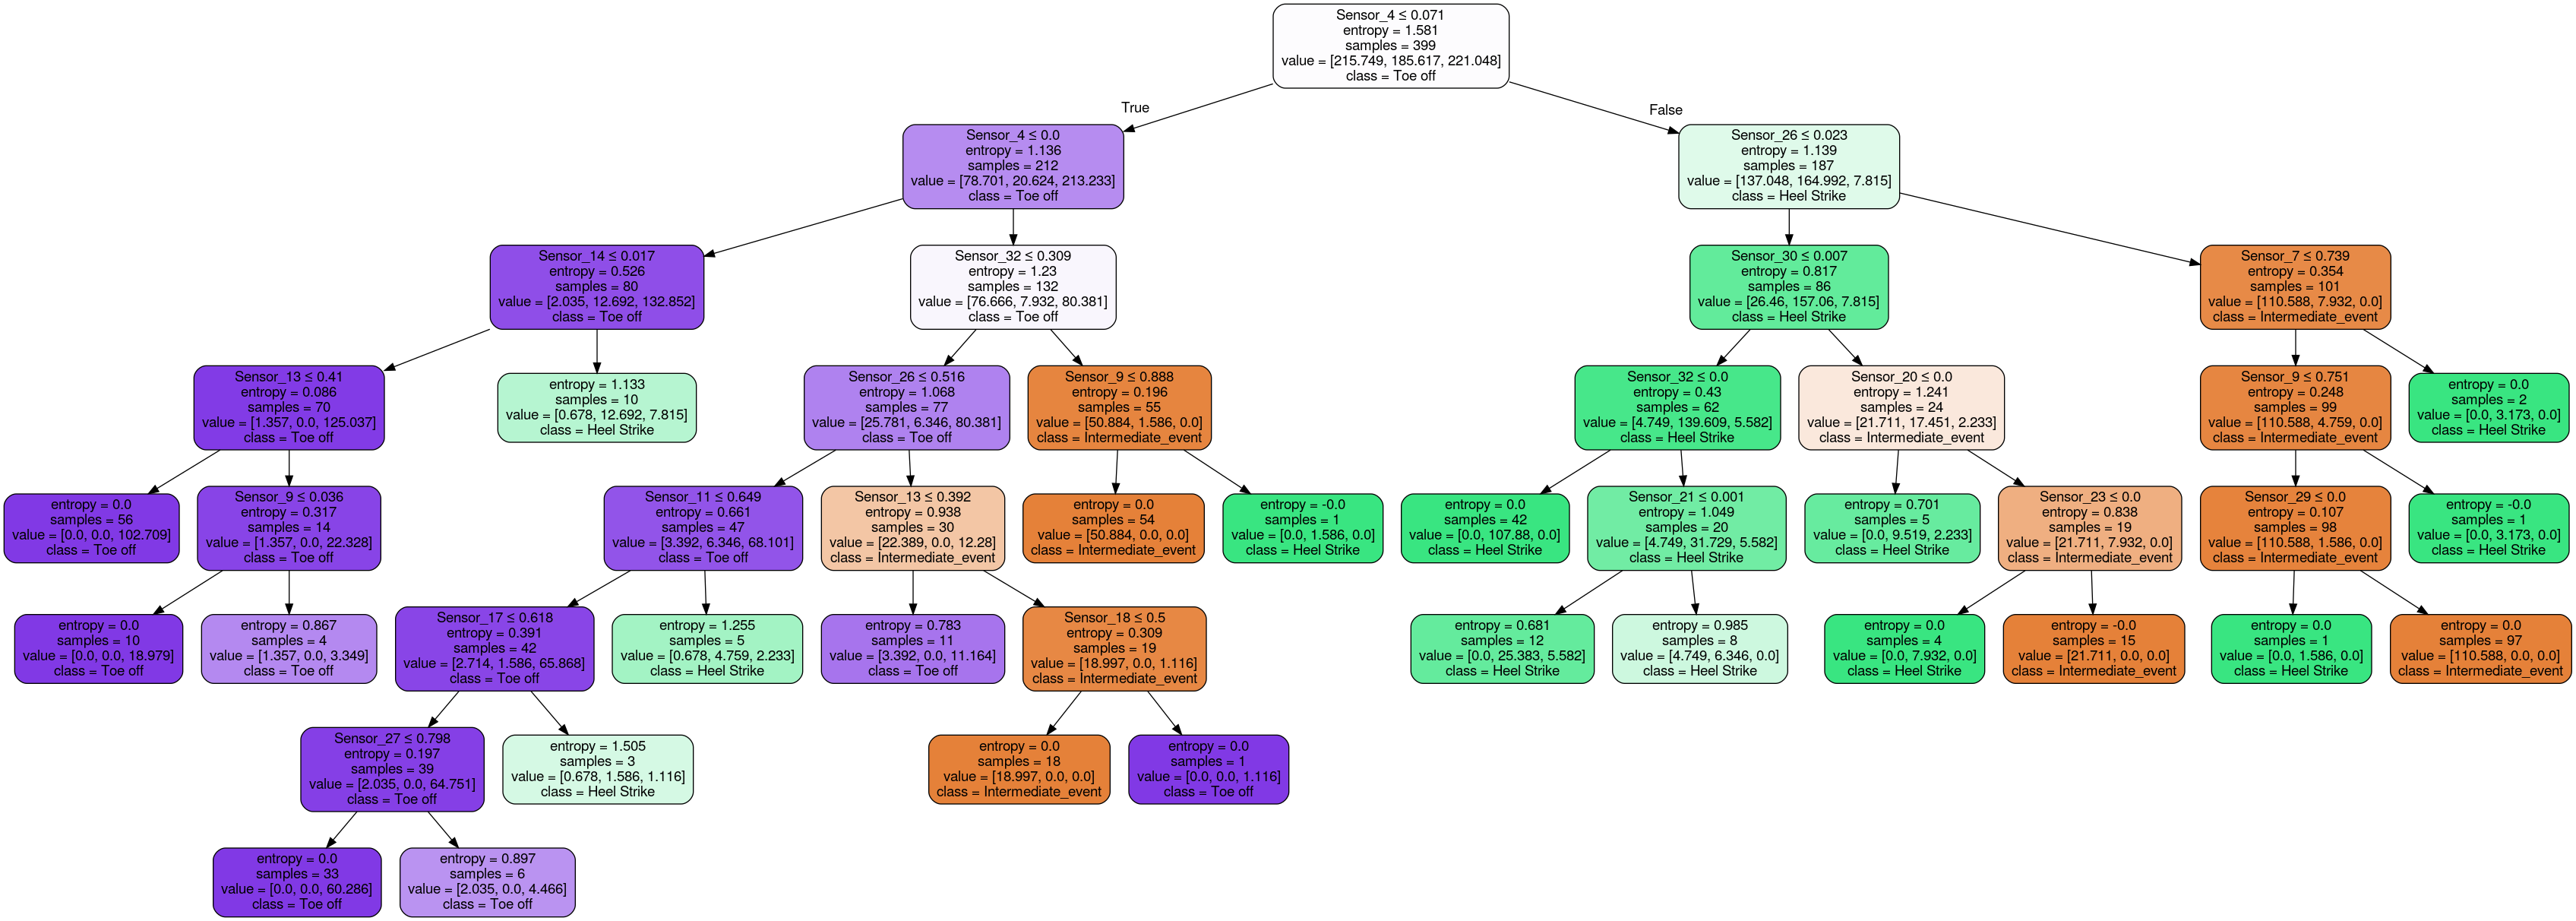 Sensor_4 ≤ 0.071
entropy = 1.581
samples = 399
value = [215.749, 185.617, 221.048]
class = Toe off
True
False
Sensor_4 ≤ 0.0
entropy = 1.136
samples = 212
value = [78.701, 20.624, 213.233]
class = Toe off
Sensor_26 ≤ 0.023
entropy = 1.139
samples = 187
value = [137.048, 164.992, 7.815]
class = Heel Strike
Sensor_14 ≤ 0.017
entropy = 0.526
samples = 80
value = [2.035, 12.692, 132.852]
class = Toe off
Sensor_32 ≤ 0.309
entropy = 1.23
samples = 132
value = [76.666, 7.932, 80.381]
class = Toe off
Sensor_30 ≤ 0.007
entropy = 0.817
samples = 86
value = [26.46, 157.06, 7.815]
class = Heel Strike
Sensor_7 ≤ 0.739
entropy = 0.354
samples = 101
value = [110.588, 7.932, 0.0]
class = Intermediate_event
Sensor_13 ≤ 0.41
entropy = 0.086
samples = 70
value = [1.357, 0.0, 125.037]
class = Toe off
entropy = 1.133
samples = 10
value = [0.678, 12.692, 7.815]
class = Heel Strike
Sensor_26 ≤ 0.516
entropy = 1.068
samples = 77
value = [25.781, 6.346, 80.381]
class = Toe off
Sensor_9 ≤ 0.888
entropy = 0.196
samples = 55
value = [50.884, 1.586, 0.0]
class = Intermediate_event
Sensor_32 ≤ 0.0
entropy = 0.43
samples = 62
value = [4.749, 139.609, 5.582]
class = Heel Strike
Sensor_20 ≤ 0.0
entropy = 1.241
samples = 24
value = [21.711, 17.451, 2.233]
class = Intermediate_event
Sensor_9 ≤ 0.751
entropy = 0.248
samples = 99
value = [110.588, 4.759, 0.0]
class = Intermediate_event
entropy = 0.0
samples = 2
value = [0.0, 3.173, 0.0]
class = Heel Strike
entropy = 0.0
samples = 56
value = [0.0, 0.0, 102.709]
class = Toe off
Sensor_9 ≤ 0.036
entropy = 0.317
samples = 14
value = [1.357, 0.0, 22.328]
class = Toe off
Sensor_11 ≤ 0.649
entropy = 0.661
samples = 47
value = [3.392, 6.346, 68.101]
class = Toe off
Sensor_13 ≤ 0.392
entropy = 0.938
samples = 30
value = [22.389, 0.0, 12.28]
class = Intermediate_event
entropy = 0.0
samples = 54
value = [50.884, 0.0, 0.0]
class = Intermediate_event
entropy = -0.0
samples = 1
value = [0.0, 1.586, 0.0]
class = Heel Strike
entropy = 0.0
samples = 42
value = [0.0, 107.88, 0.0]
class = Heel Strike
Sensor_21 ≤ 0.001
entropy = 1.049
samples = 20
value = [4.749, 31.729, 5.582]
class = Heel Strike
entropy = 0.701
samples = 5
value = [0.0, 9.519, 2.233]
class = Heel Strike
Sensor_23 ≤ 0.0
entropy = 0.838
samples = 19
value = [21.711, 7.932, 0.0]
class = Intermediate_event
Sensor_29 ≤ 0.0
entropy = 0.107
samples = 98
value = [110.588, 1.586, 0.0]
class = Intermediate_event
entropy = -0.0
samples = 1
value = [0.0, 3.173, 0.0]
class = Heel Strike
entropy = 0.0
samples = 10
value = [0.0, 0.0, 18.979]
class = Toe off
entropy = 0.867
samples = 4
value = [1.357, 0.0, 3.349]
class = Toe off
Sensor_17 ≤ 0.618
entropy = 0.391
samples = 42
value = [2.714, 1.586, 65.868]
class = Toe off
entropy = 1.255
samples = 5
value = [0.678, 4.759, 2.233]
class = Heel Strike
entropy = 0.783
samples = 11
value = [3.392, 0.0, 11.164]
class = Toe off
Sensor_18 ≤ 0.5
entropy = 0.309
samples = 19
value = [18.997, 0.0, 1.116]
class = Intermediate_event
entropy = 0.681
samples = 12
value = [0.0, 25.383, 5.582]
class = Heel Strike
entropy = 0.985
samples = 8
value = [4.749, 6.346, 0.0]
class = Heel Strike
entropy = 0.0
samples = 4
value = [0.0, 7.932, 0.0]
class = Heel Strike
entropy = -0.0
samples = 15
value = [21.711, 0.0, 0.0]
class = Intermediate_event
entropy = 0.0
samples = 1
value = [0.0, 1.586, 0.0]
class = Heel Strike
entropy = 0.0
samples = 97
value = [110.588, 0.0, 0.0]
class = Intermediate_event
Sensor_27 ≤ 0.798
entropy = 0.197
samples = 39
value = [2.035, 0.0, 64.751]
class = Toe off
entropy = 1.505
samples = 3
value = [0.678, 1.586, 1.116]
class = Heel Strike
entropy = 0.0
samples = 18
value = [18.997, 0.0, 0.0]
class = Intermediate_event
entropy = 0.0
samples = 1
value = [0.0, 0.0, 1.116]
class = Toe off
entropy = 0.0
samples = 33
value = [0.0, 0.0, 60.286]
class = Toe off
entropy = 0.897
samples = 6
value = [2.035, 0.0, 4.466]
class = Toe off